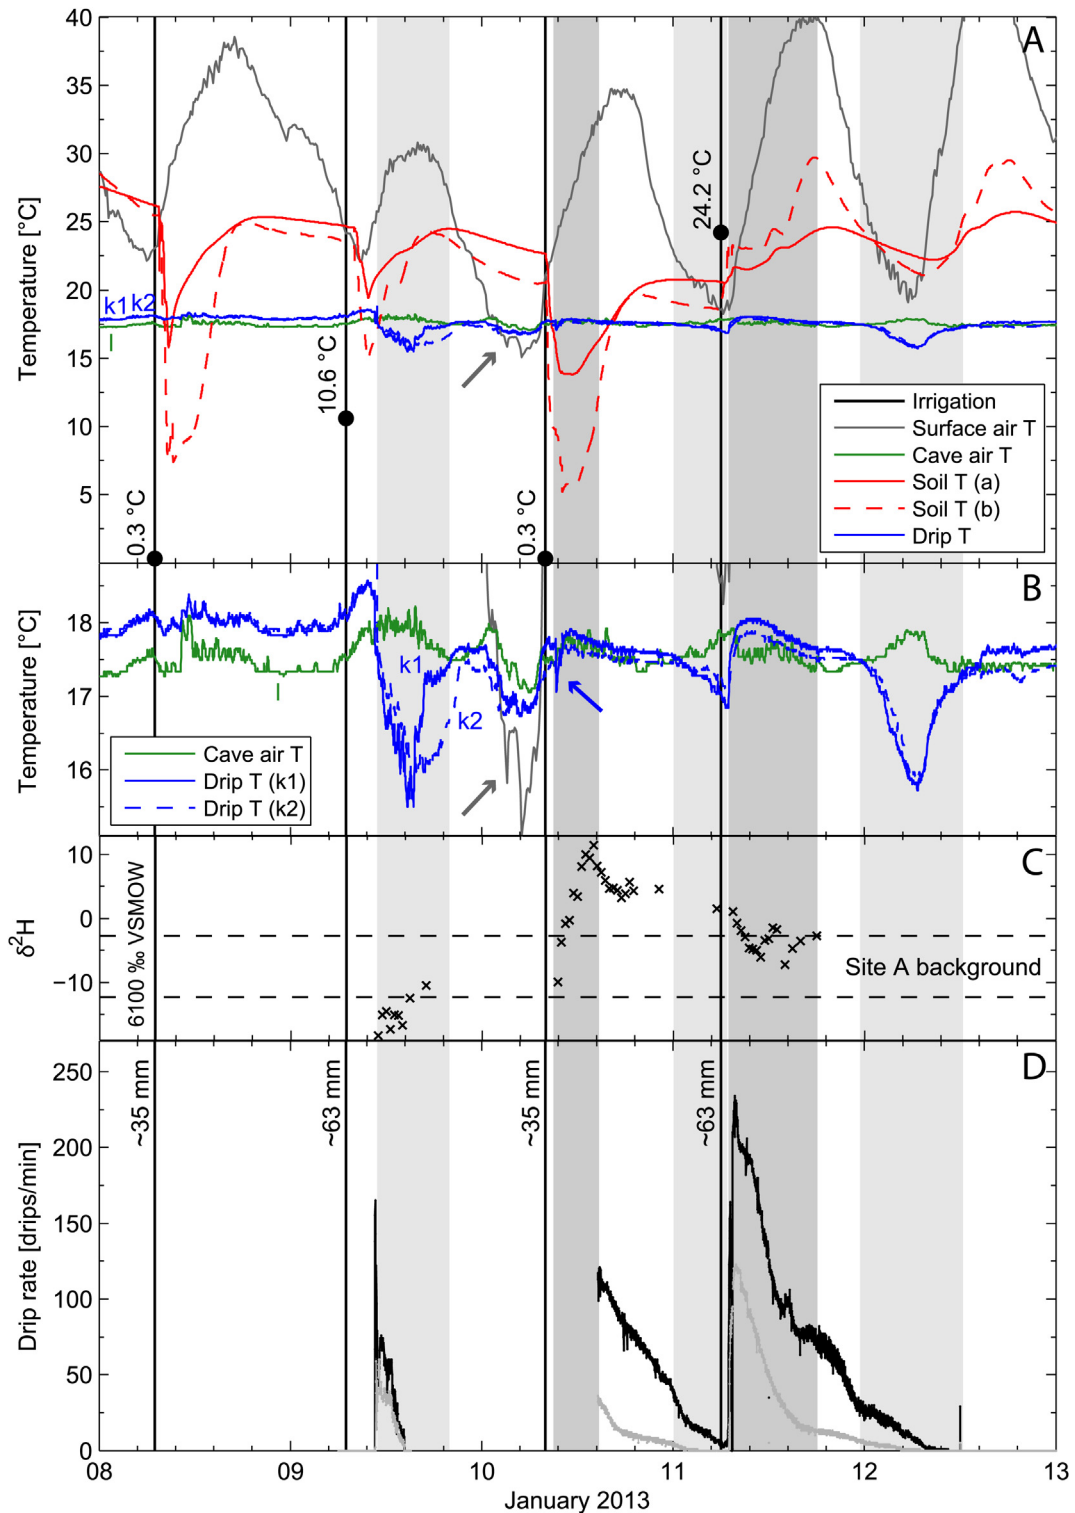 A
40
35
30
25
20
15
10
5
Temperature [°C]
0.3 °C
10.6 °C
0.3 °C
24.2 °C
k1 k2
Irrigation
Surface air T
Cave air T
Soil T (a)
Soil T (b)
Drip T
B
18
17
16
Temperature [°C]
k1
k2
Cave air T
Drip T (k1)
Drip T (k2)
C
10
0
−10
δ2H
6100 ‰ VSMOW
Site A background
D
250
200
150
100
50
0
Drip rate [drips/min]
~35 mm
~63 mm
~35 mm
~63 mm
08
09
10
11
12
13
January 2013